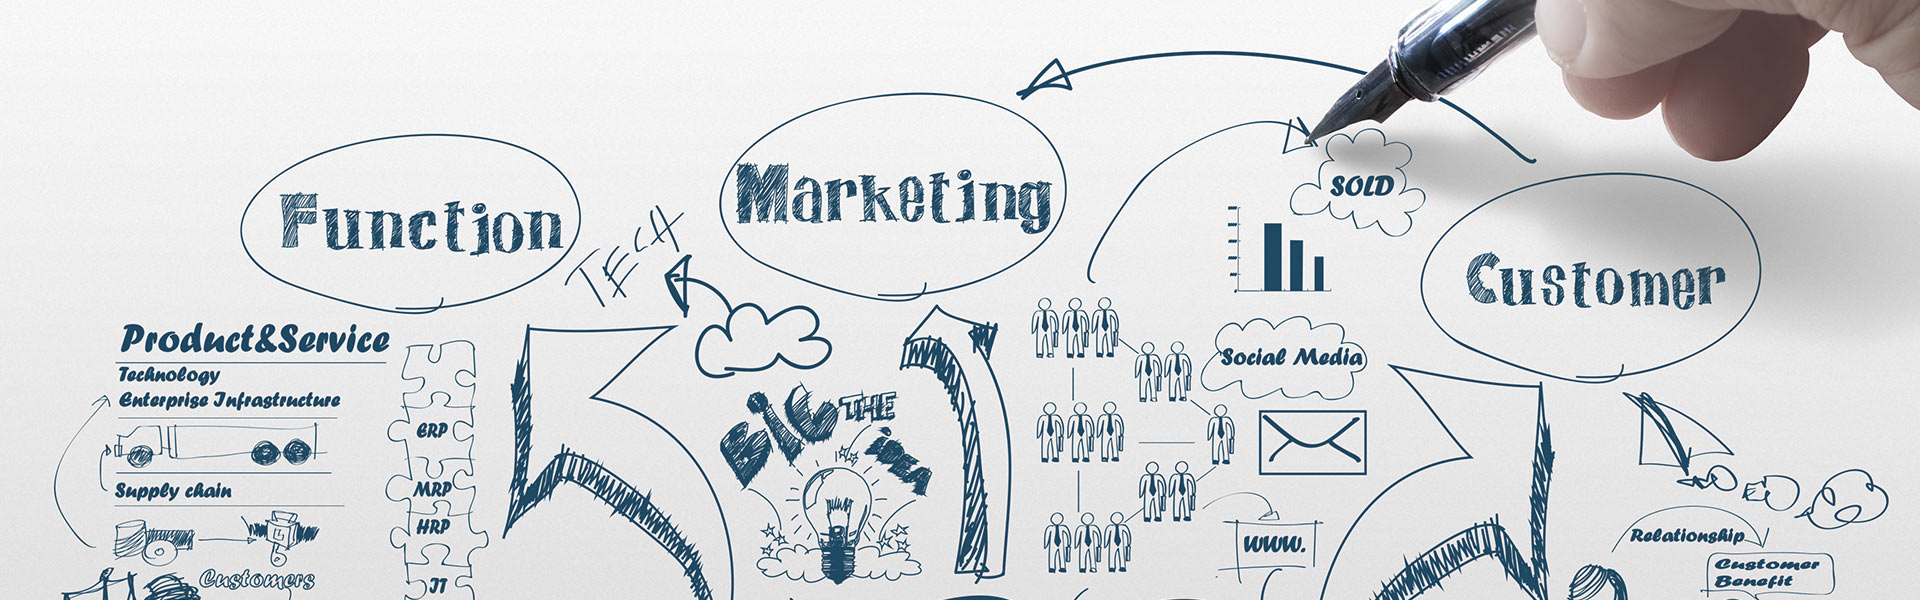 Function
Marketing
Customer
TECH
SOLD
Product&Service
Technology
Enterprise Infrastructure
Supply chain
Customers
ERP
MRP
HRP
IT
BIG THE
IDEA
Social Media
WWW.
Relationship
Customer
Benefit